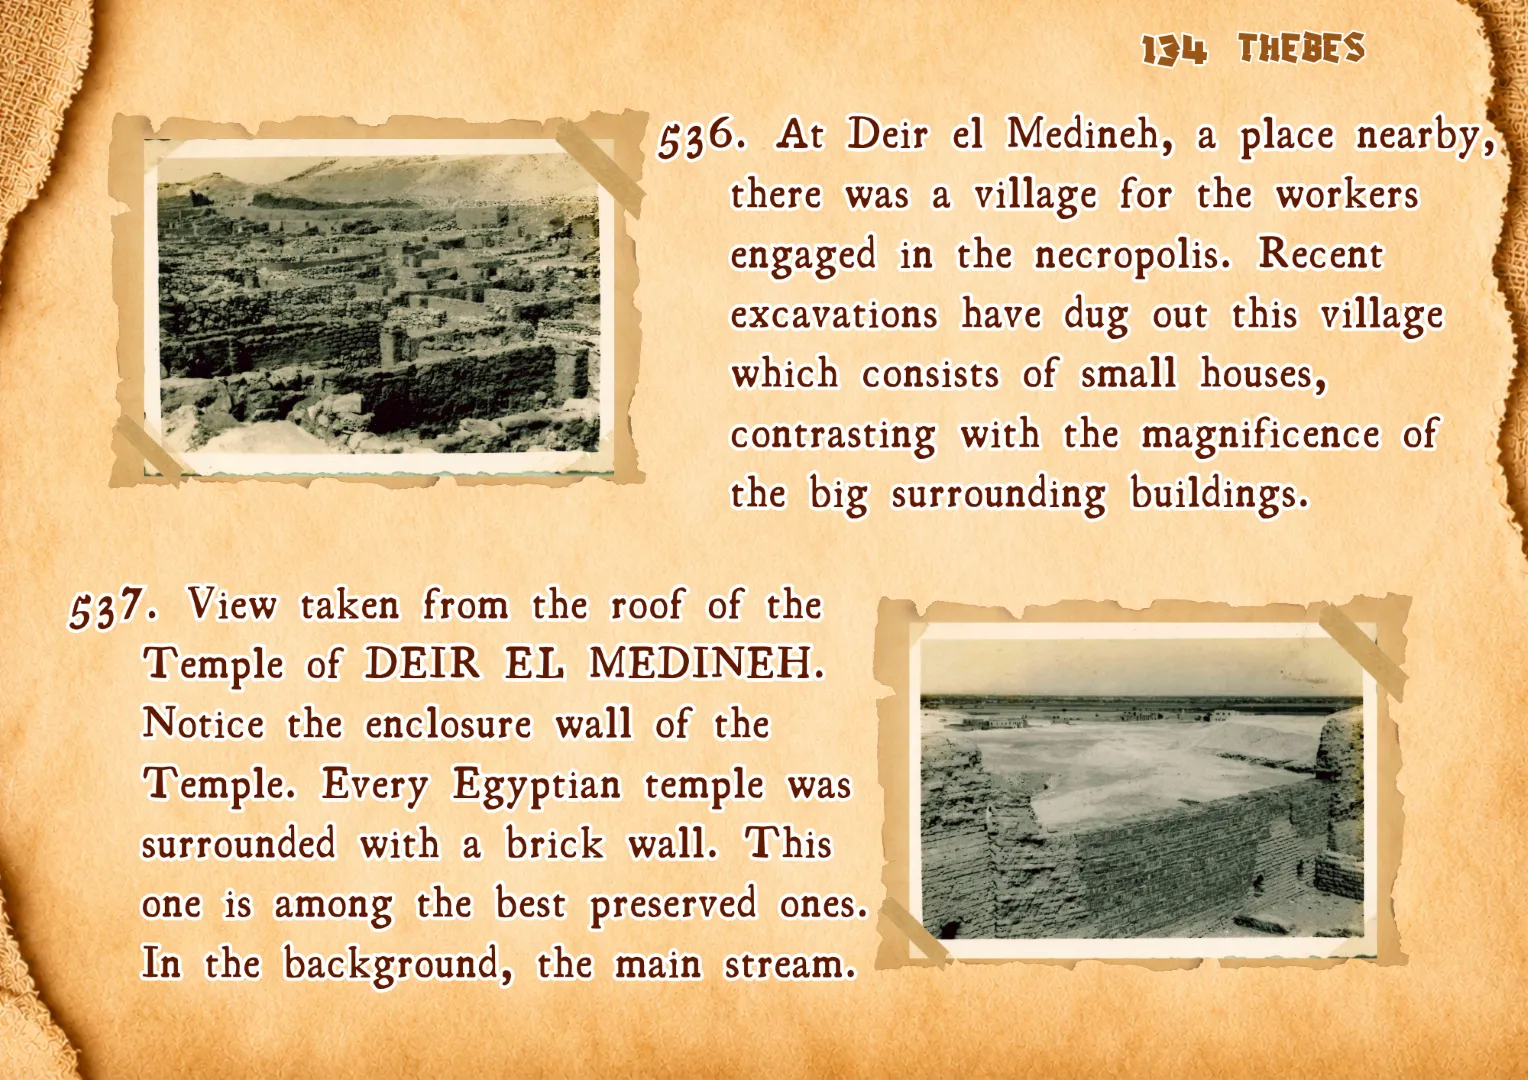 134 THEBES
536. At Deir el Medineh, a place nearby,
there was a village for the workers
engaged in the necropolis. Recent
excavations have dug out this village
which consists of small houses,
contrasting with the magnificence of
the big surrounding buildings.
537. View taken from the roof of the
Temple of DEIR EL MEDINEH.
Notice the enclosure wall of the
Temple. Every Egyptian temple was
surrounded with a brick wall. This
one is among the best preserved ones.
In the background, the main stream.